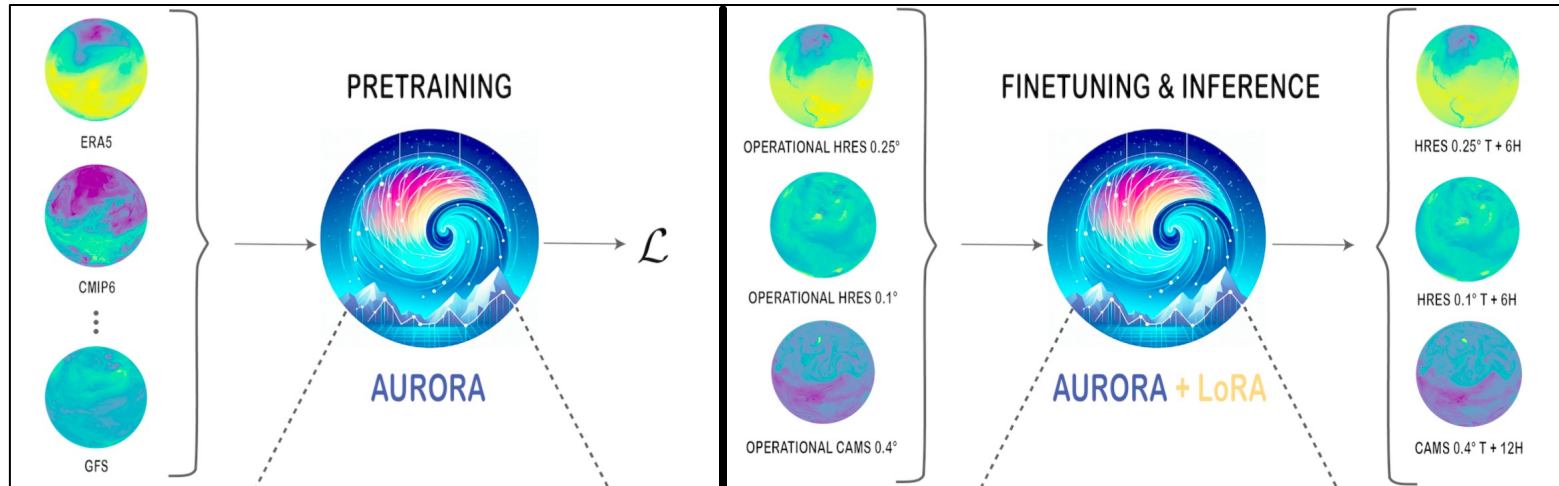 PRETRAINING
ERA5
CMIP6
GFS
AURORA
ℒ
FINETUNING & INFERENCE
OPERATIONAL HRES 0.25°
OPERATIONAL HRES 0.1°
OPERATIONAL CAMS 0.4°
AURORA + LoRA
HRES 0.25° T + 6H
HRES 0.1° T + 6H
CAMS 0.4° T + 12H